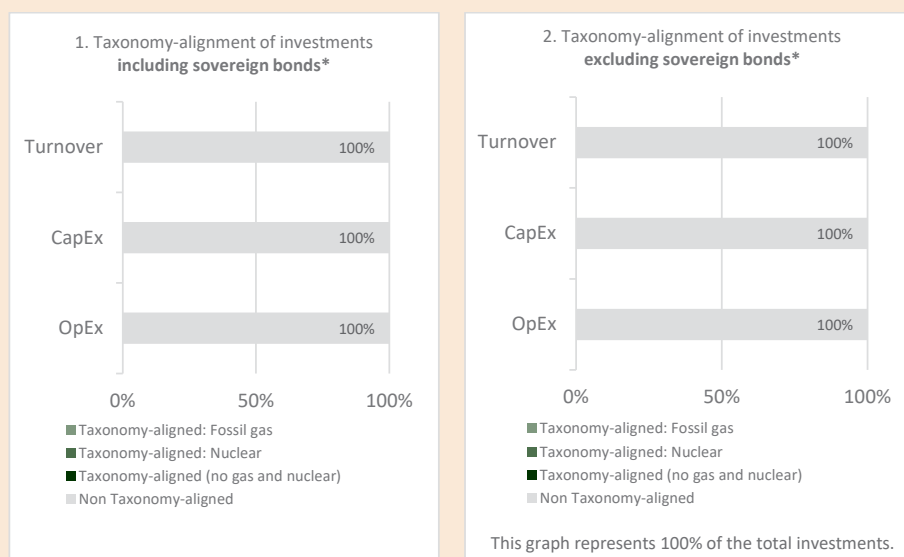 1. Taxonomy-alignment of investments
including sovereign bonds*
Turnover
100%
CapEx
100%
OpEx
100%
0%
50%
100%
Taxonomy-aligned: Fossil gas
Taxonomy-aligned: Nuclear
Taxonomy-aligned (no gas and nuclear)
Non Taxonomy-aligned
2. Taxonomy-alignment of investments
excluding sovereign bonds*
Turnover
100%
CapEx
100%
OpEx
100%
0%
50%
100%
Taxonomy-aligned: Fossil gas
Taxonomy-aligned: Nuclear
Taxonomy-aligned (no gas and nuclear)
Non Taxonomy-aligned
This graph represents 100% of the total investments.